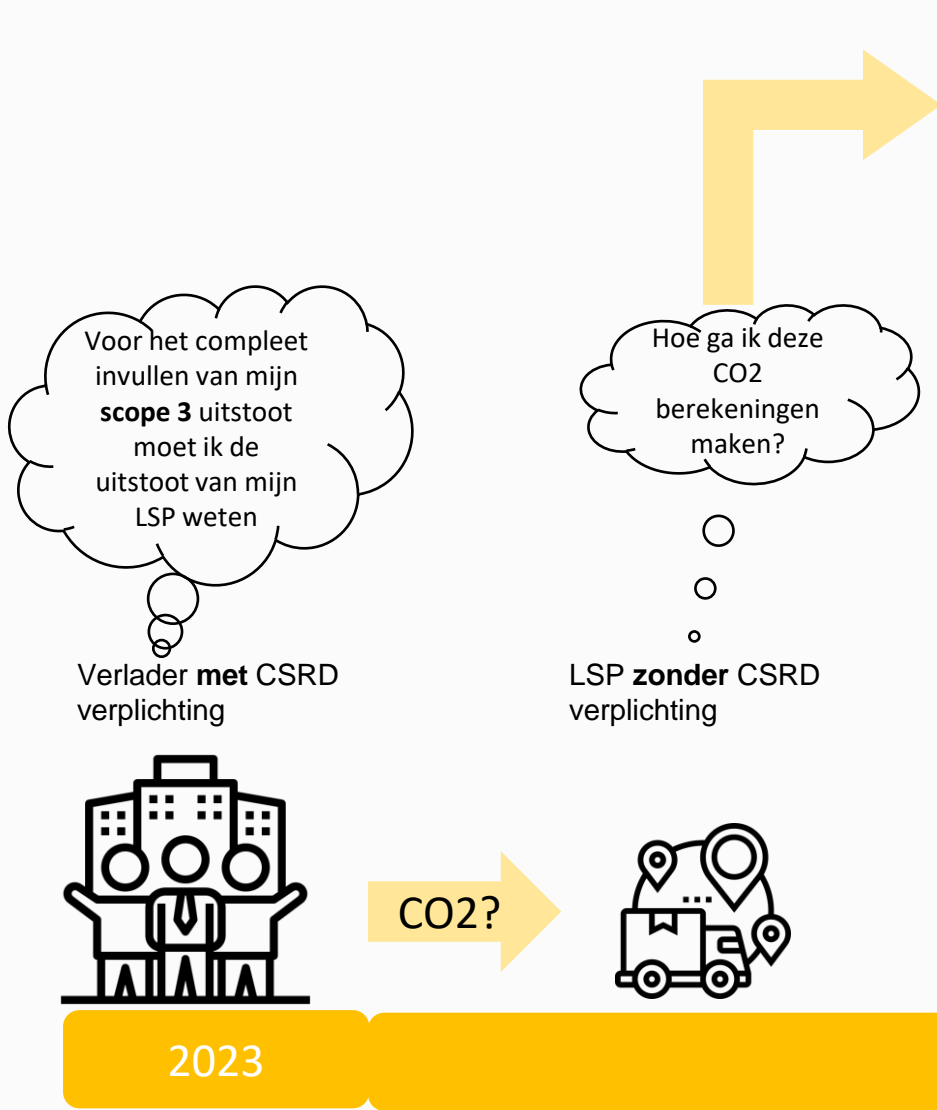 Voor het compleet
invullen van mijn
scope 3 uitstoot
moet ik de
uitstoot van mijn
LSP weten
Hoe ga ik deze
CO2
berekeningen
maken?
Verlader met CSRD
verplichting
LSP zonder CSRD
verplichting
CO2?
2023